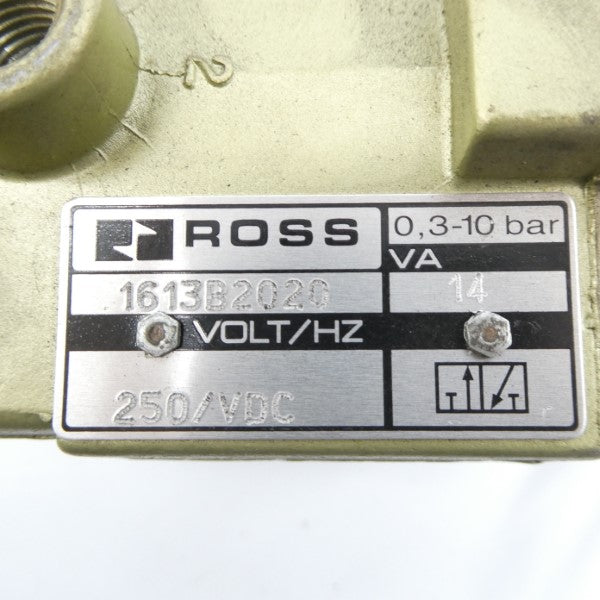 2
ROSS
0,3-10 bar
VA
1613B2020
14
VOLT/HZ
250/VDC